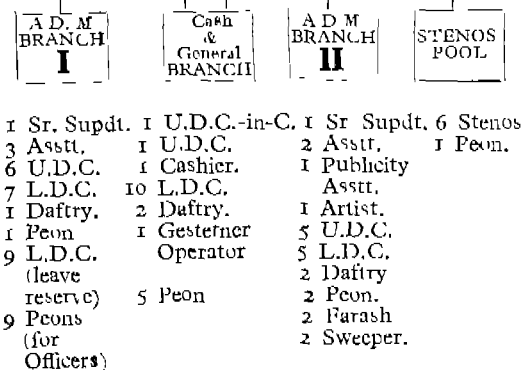 A D. M
BRANCH
I
Cash
&
General
BRANCH
A D M
BRANCH
II
STENOS
POOL
1 Sr. Supdt.
3 Asstt.
6 U.D.C.
7 L.D.C.
1 Daftry.
1 Peon
9 L.D.C.
(leave
reserve)
9 Peons
(for
Officers)
1 U.D.C.-in-C.
1 U.D.C.
1 Cashier.
10 L.D.C.
2 Daftry.
1 Gesterner
Operator
5 Peon
1 Sr Supdt.
2 Asstt.
1 Publicity
Asstt.
1 Artist.
5 U.D.C.
5 L.D.C.
2 Daftry
2 Peon.
2 Farash
2 Sweeper.
6 Stenos
1 Peon.